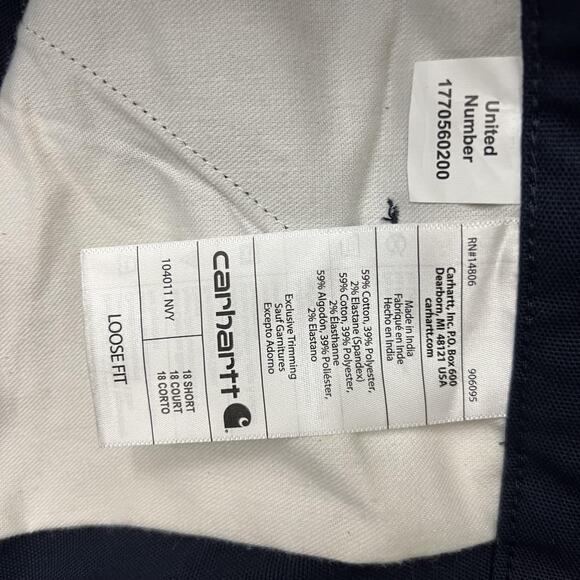 United
Number
1770560200
RN#14806 906095
Carhartt, Inc. P.O. Box 600
Dearborn, MI 48121 USA
carhartt.com
Made in India
Fabriqué en Inde
Hecho en India
59% Cotton, 39% Polyester,
2% Elastane (Spandex)
59% Cotton, 39% Polyester,
2% Élasthanne
59% Algodón, 39% Poliéster,
2% Elastano
Exclusive Trimming
Sauf Garnitures
Excepto Adorno
carhartt
104011 NVY
18 SHORT
18 COURT
18 CORTO
LOOSE FIT